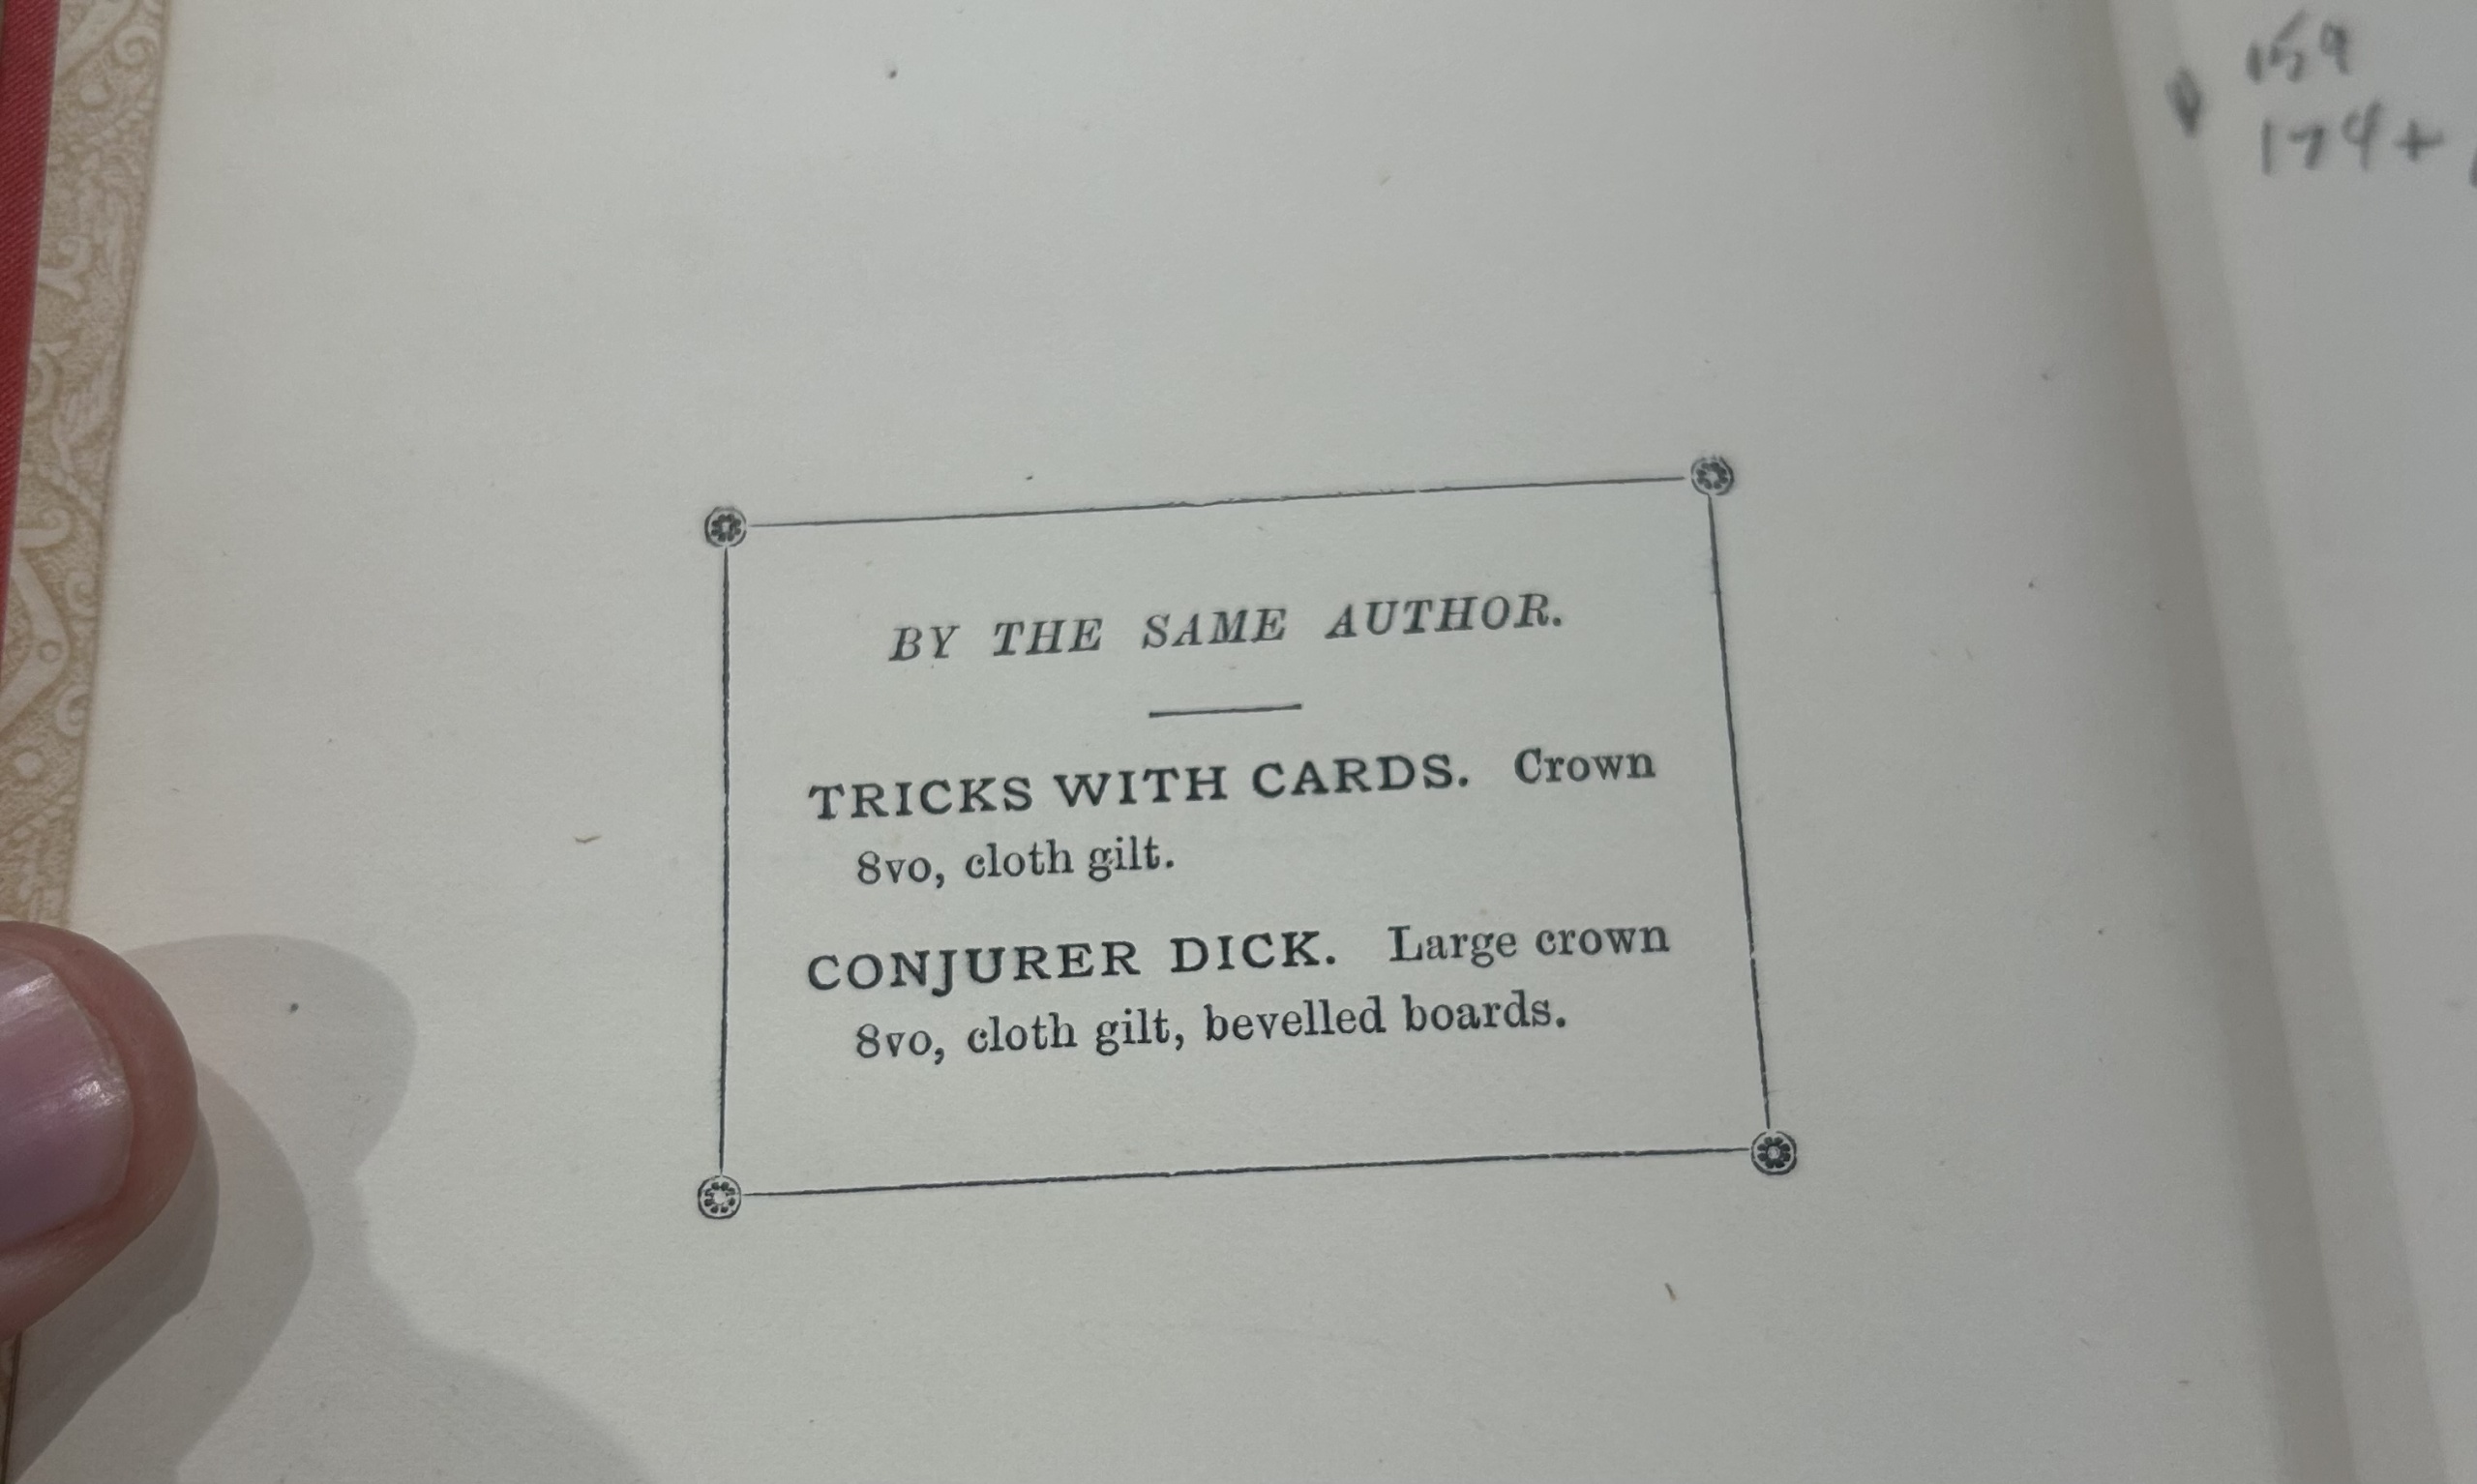 159
174+
BY THE SAME AUTHOR.
TRICKS WITH CARDS. Crown
8vo, cloth gilt.
CONJURER DICK. Large crown
8vo, cloth gilt, bevelled boards.